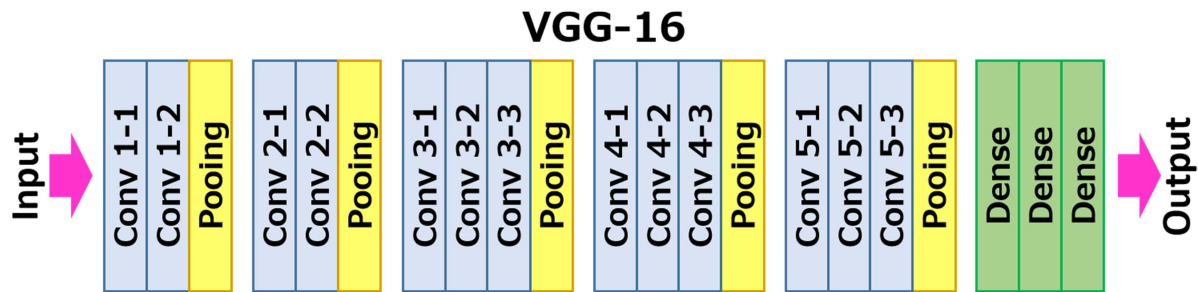 VGG-16
Input
Conv 1-1
Conv 1-2
Pooing
Conv 2-1
Conv 2-2
Pooing
Conv 3-1
Conv 3-2
Conv 3-3
Pooing
Conv 4-1
Conv 4-2
Conv 4-3
Pooing
Conv 5-1
Conv 5-2
Conv 5-3
Pooing
Dense
Dense
Dense
Output